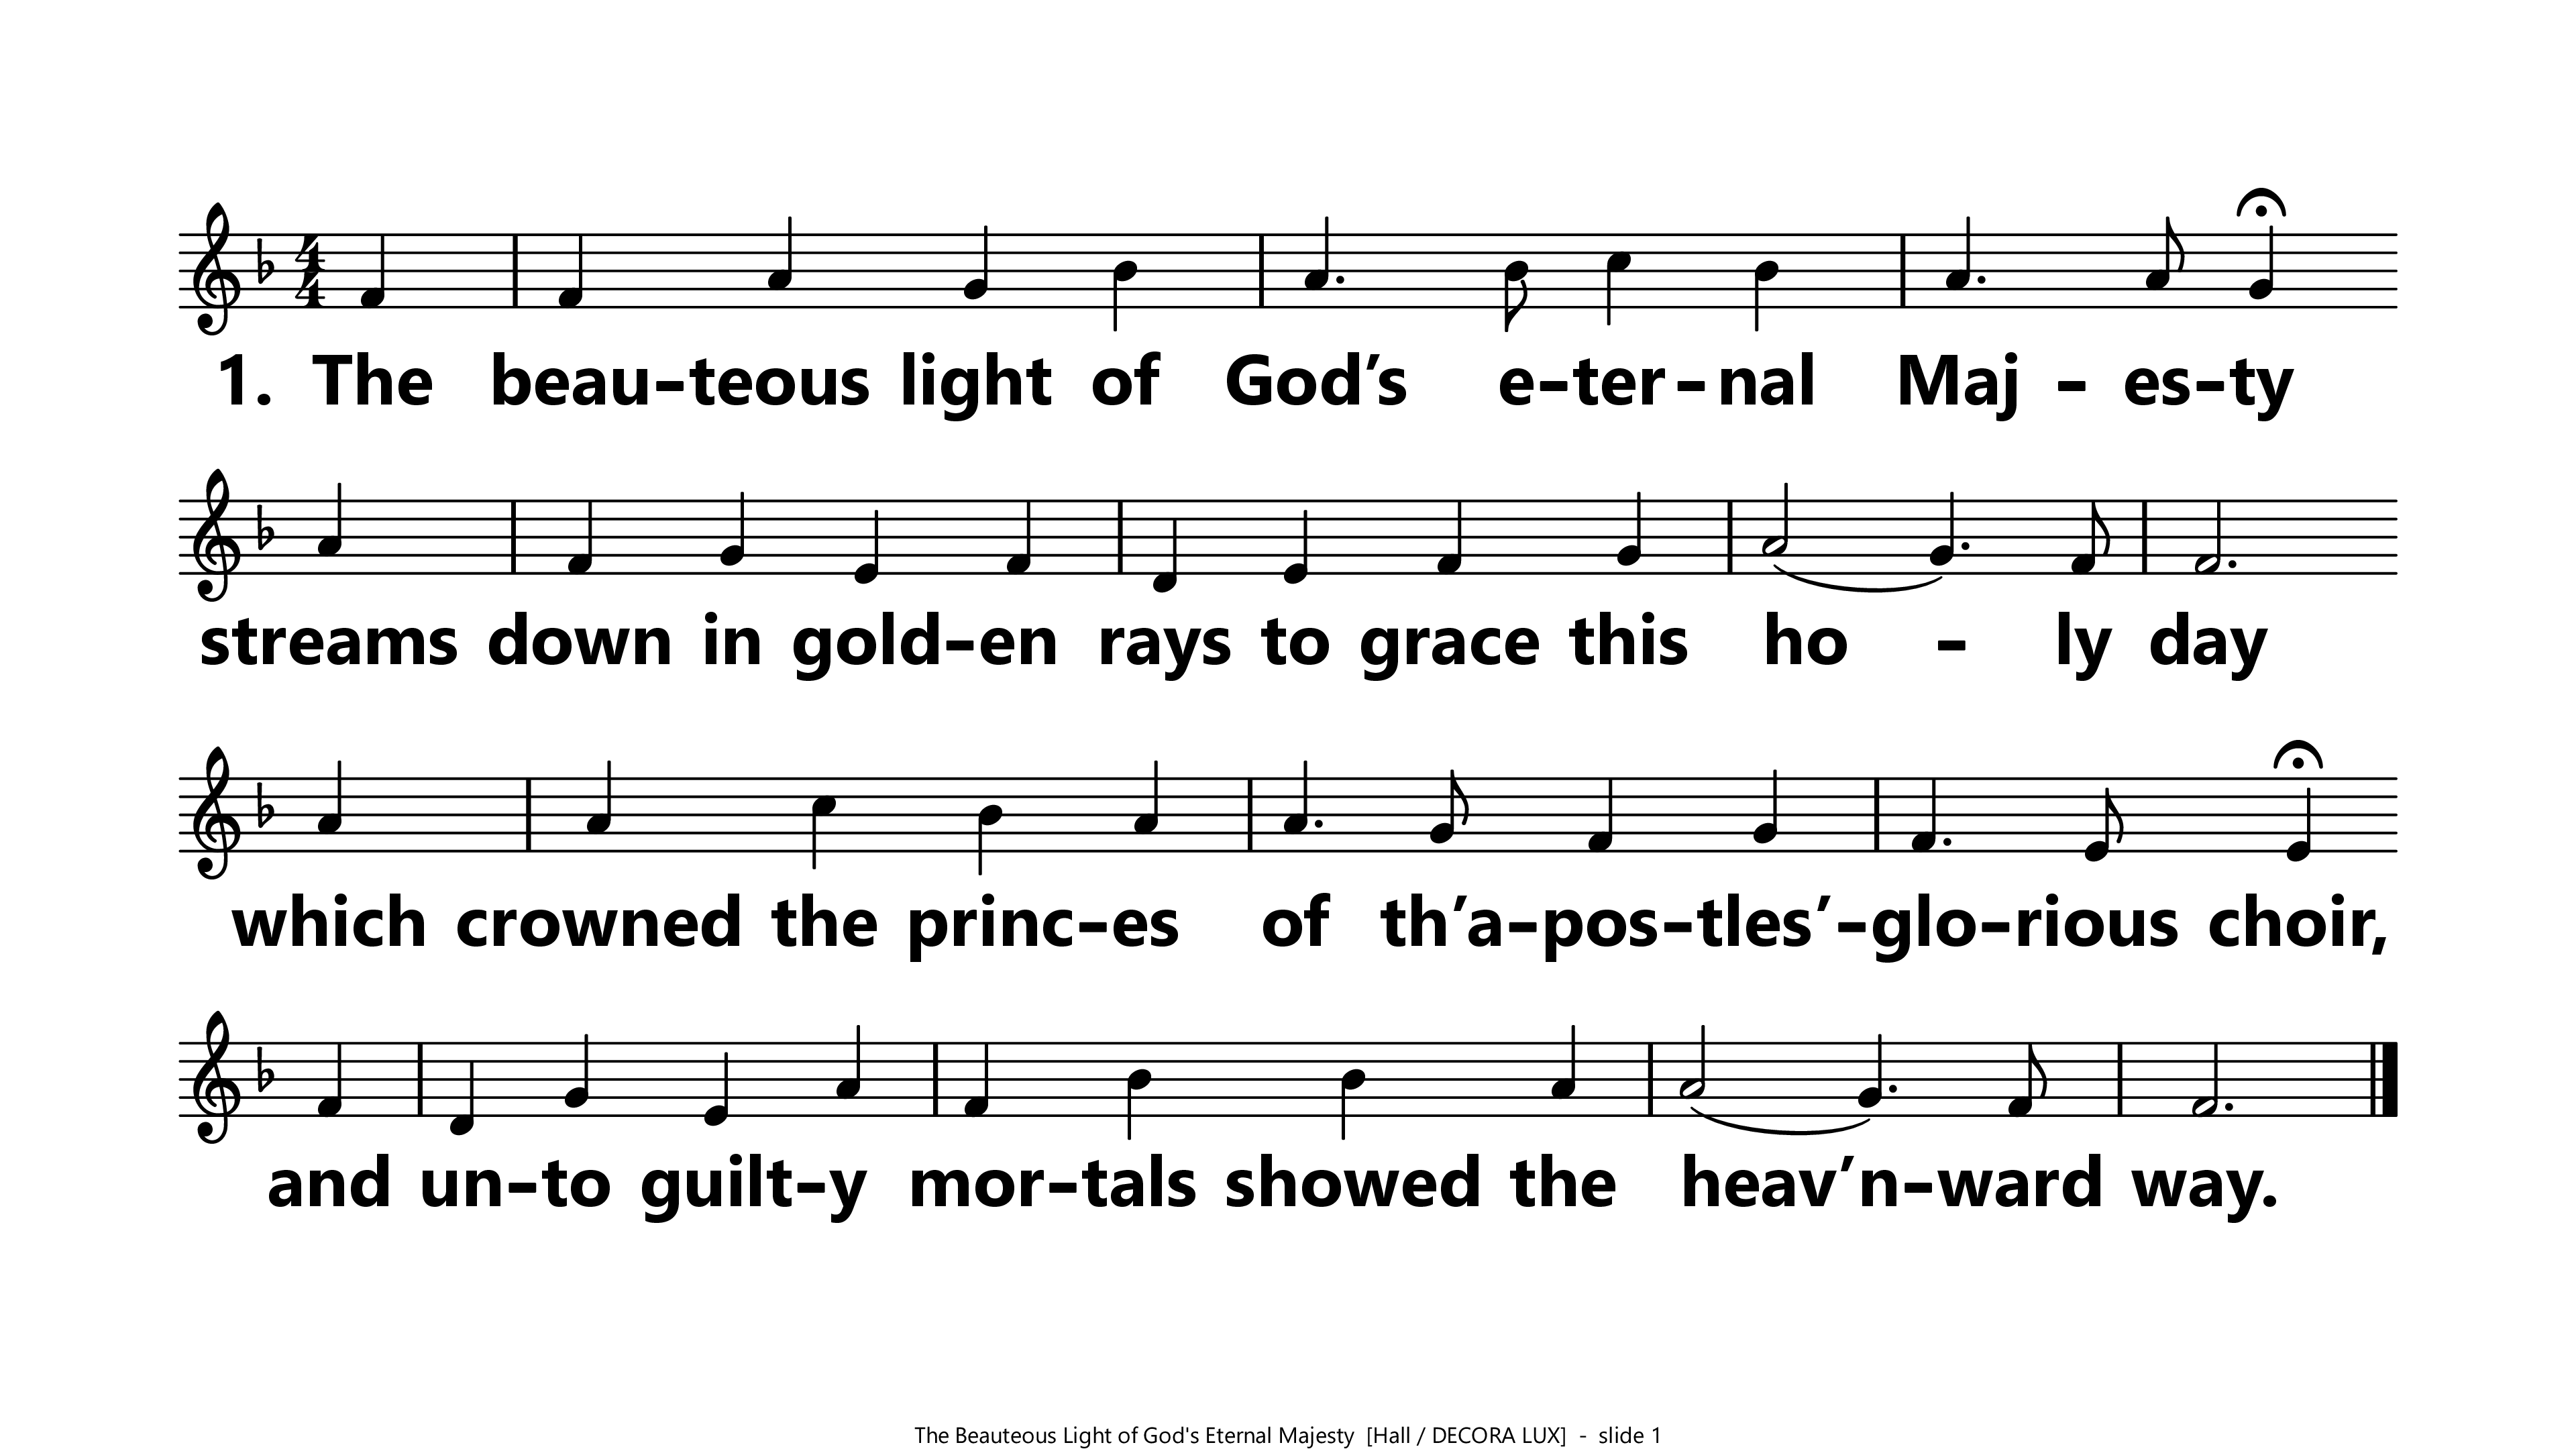 1. The beau-teous light of God’s e-ter-nal Maj - es-ty
streams down in gold-en rays to grace this ho - ly day
which crowned the princ-es of th’a-pos-tles’-glo-rious choir,
and un-to guilt-y mor-tals showed the heav’n-ward way.
The Beauteous Light of God's Eternal Majesty [Hall / DECORA LUX] - slide 1